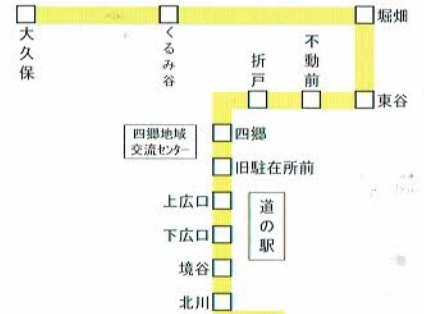 大久保
くるみ谷
堀畑
不動前
折戸
東谷
四郷地域
交流センター
四郷
旧駐在所前
上広口
道の駅
下広口
境谷
北川